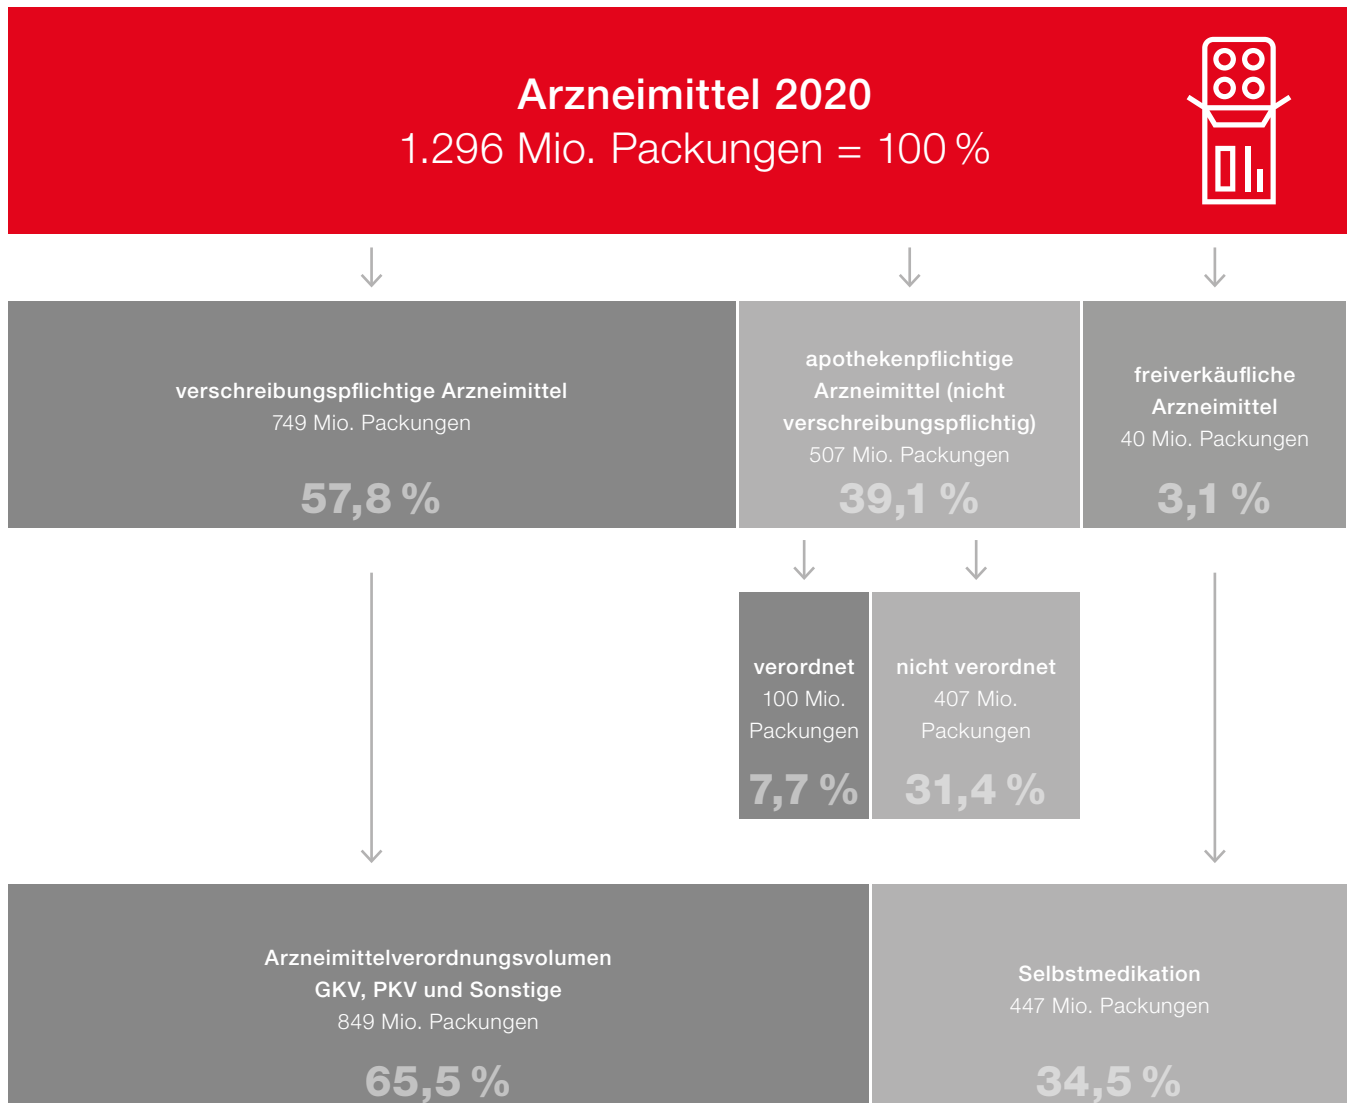 Arzneimittel 2020
1.296 Mio. Packungen = 100 %
verschreibungspflichtige Arzneimittel
749 Mio. Packungen
57,8 %
apothekenpflichtige
Arzneimittel (nicht
verschreibungspflichtig)
507 Mio. Packungen
39,1 %
freiverkäufliche
Arzneimittel
40 Mio. Packungen
3,1 %
verordnet
100 Mio.
Packungen
7,7 %
nicht verordnet
407 Mio.
Packungen
31,4 %
Arzneimittelverordnungsvolumen
GKV, PKV und Sonstige
849 Mio. Packungen
65,5 %
Selbstmedikation
447 Mio. Packungen
34,5 %